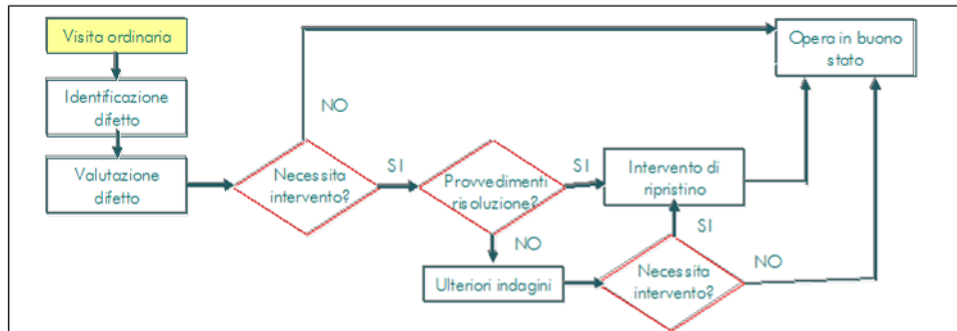 Visita ordinaria
Identificazione
difetto
Valutazione
difetto
Necessita
intervento?
NO
SI
Provvedimenti
risoluzione?
SI
NO
Intervento di
ripristino
Opera in buono
stato
Ulteriori indagini
Necessita
intervento?
SI
NO